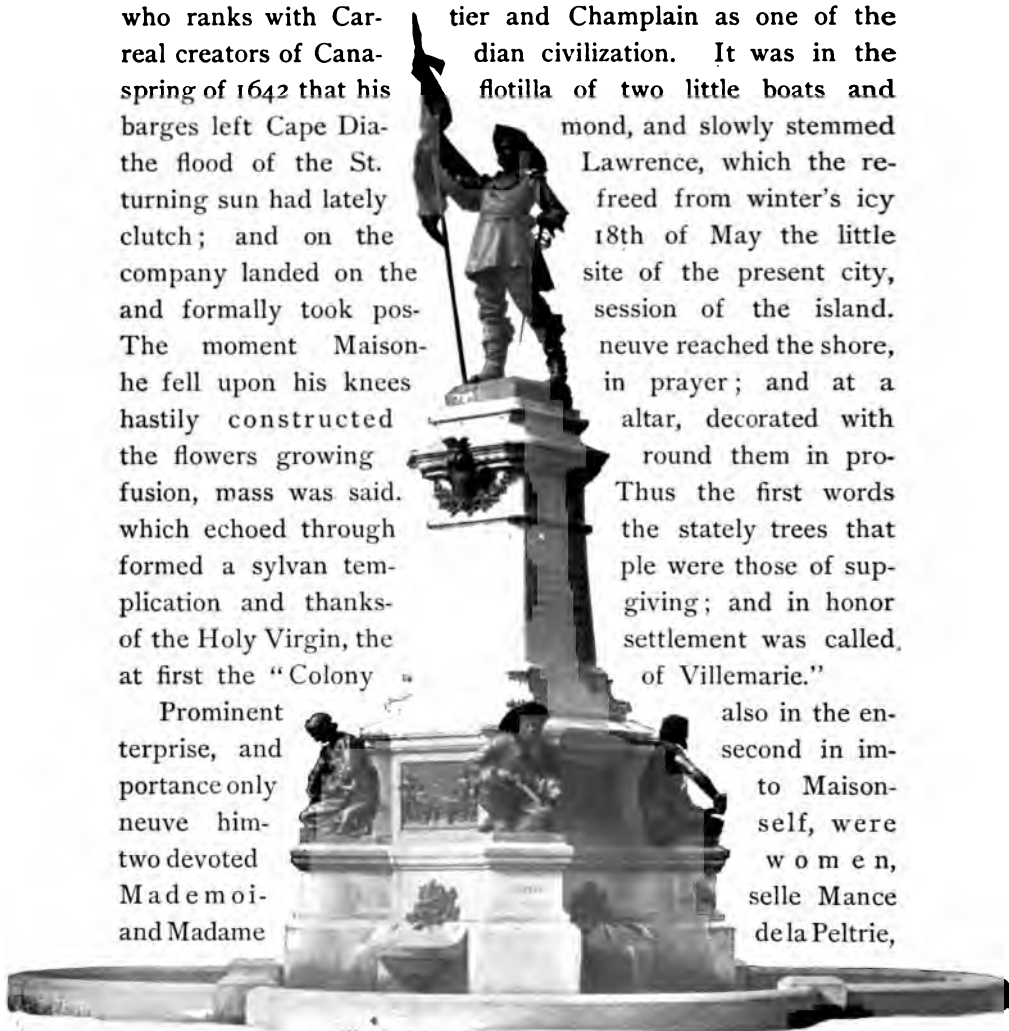 who ranks with Car- tier and Champlain as one of the
real creators of Cana- dian civilization. It was in the
spring of 1642 that his flotilla of two little boats and
barges left Cape Dia- mond, and slowly stemmed
the flood of the St. Lawrence, which the re-
turning sun had lately freed from winter's icy
clutch; and on the 18th of May the little
company landed on the site of the present city,
and formally took pos- session of the island.
The moment Maison- neuve reached the shore,
he fell upon his knees in prayer; and at a
hastily constructed altar, decorated with
the flowers growing round them in pro-
fusion, mass was said. Thus the first words
which echoed through the stately trees that
formed a sylvan tem- ple were those of sup-
plication and thanks- giving; and in honor
of the Holy Virgin, the settlement was called
at first the "Colony of Villemarie."
Prominent also in the en-
terprise, and second in im-
portance only to Maison-
neuve him- self, were
two devoted women,
Mademoi- selle Mance
and Madame de la Peltrie,